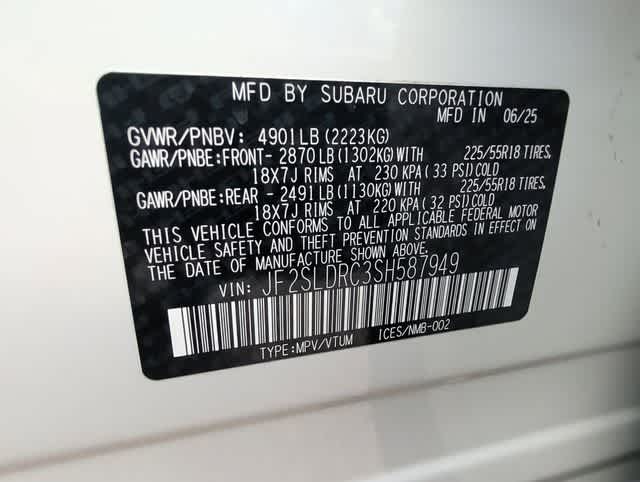 MFD BY SUBARU CORPORATION
MFD IN 06/25
GVWR/PNBV: 4901LB (2223KG)
GAWR/PNBE:FRONT- 2870LB(1302KG)WITH 225/55R18 TIRES,
18X7J RIMS AT 230 KPA (33 PSI)COLD
GAWR/PNBE:REAR - 2491LB(1130KG)WITH 225/55R18 TIRES,
18X7J RIMS AT 220 KPA (32 PSI)COLD
THIS VEHICLE CONFORMS TO ALL APPLICABLE FEDERAL MOTOR
VEHICLE SAFETY AND THEFT PREVENTION STANDARDS IN EFFECT ON
THE DATE OF MANUFACTURE SHOWN ABOVE.
VIN: JF2SLDRC3SH587949
TYPE:MPV/VTUM ICES/NMB-002